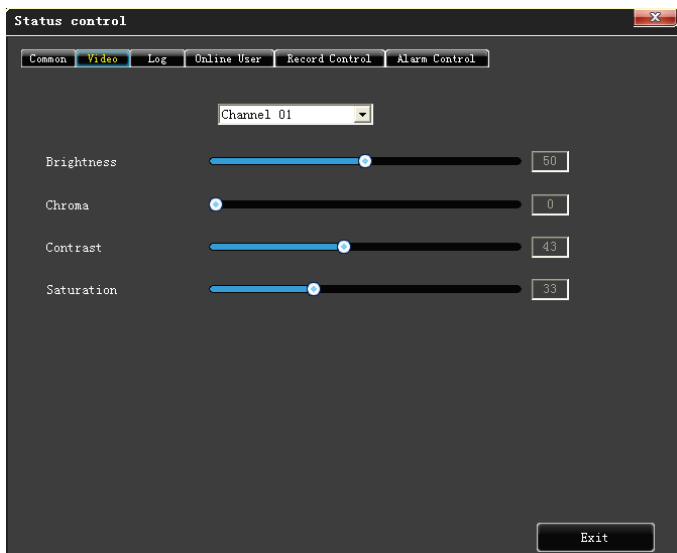 Status control
Common Video Log Online User Record Control Alarm Control
Channel 01
Brightness 50
Chroma 0
Contrast 43
Saturation 33
Exit